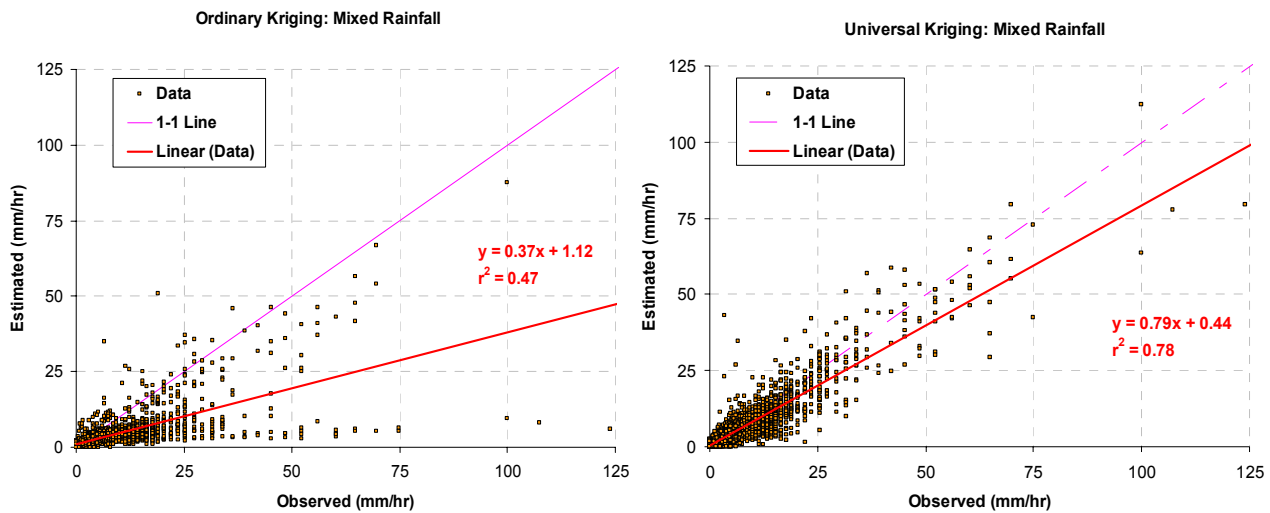 Ordinary Kriging: Mixed Rainfall
125
100
75
50
25
0
Estimated (mm/hr)
Data
1-1 Line
Linear (Data)
y = 0.37x + 1.12
r² = 0.47
0 25 50 75 100 125
Observed (mm/hr)
Universal Kriging: Mixed Rainfall
125
100
75
50
25
0
Estimated (mm/hr)
Data
1-1 Line
Linear (Data)
y = 0.79x + 0.44
r² = 0.78
0 25 50 75 100 125
Observed (mm/hr)